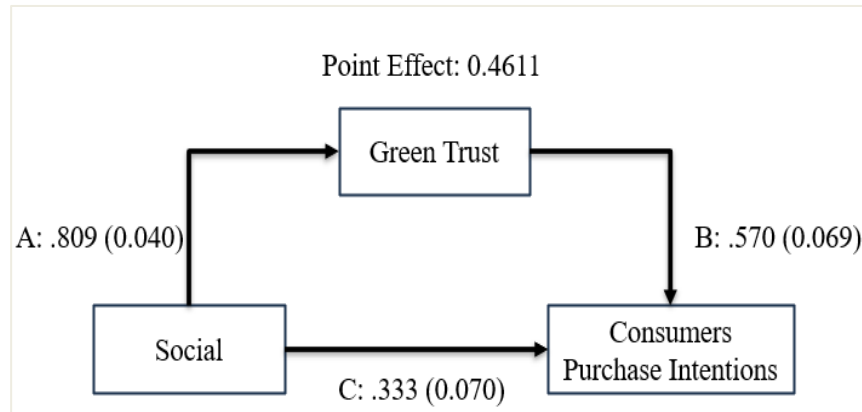 Point Effect: 0.4611
Green Trust
A: .809 (0.040)
B: .570 (0.069)
Social
Consumers
Purchase Intentions
C: .333 (0.070)